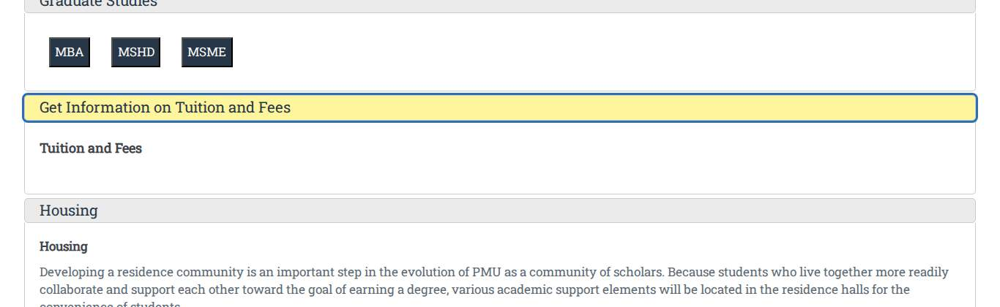 Graduate Studies
MBA MSHD MSME
Get Information on Tuition and Fees
Tuition and Fees
Housing
Housing
Developing a residence community is an important step in the evolution of PMU as a community of scholars. Because students who live together more readily
collaborate and support each other toward the goal of earning a degree, various academic support elements will be located in the residence halls for the
convenience of students.